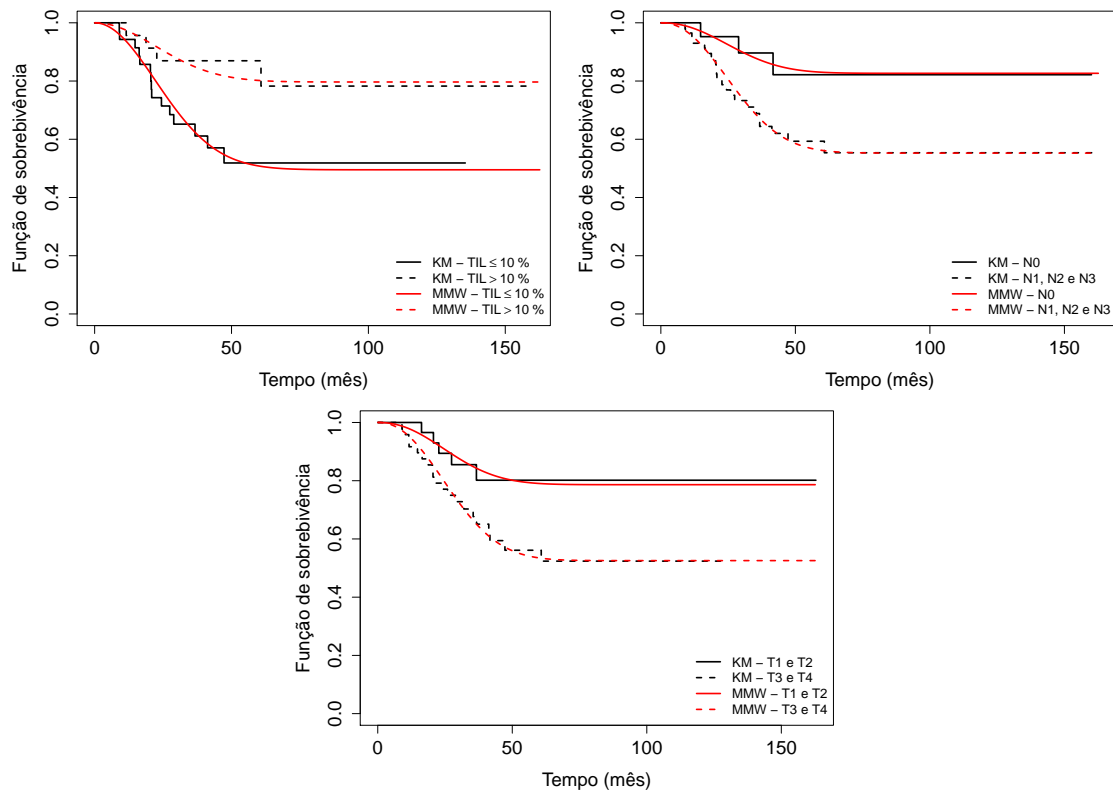 Função de sobrevivência
1.0
0.8
0.6
0.4
0.2
0.0
KM − TIL ≤ 10 %
KM − TIL > 10 %
MMW − TIL ≤ 10 %
MMW − TIL > 10 %
0 50 100 150
Tempo (mês)
Função de sobrevivência
1.0
0.8
0.6
0.4
0.2
0.0
KM − N0
KM − N1, N2 e N3
MMW − N0
MMW − N1, N2 e N3
0 50 100 150
Tempo (mês)
Função de sobrevivência
1.0
0.8
0.6
0.4
0.2
0.0
KM − T1 e T2
KM − T3 e T4
MMW − T1 e T2
MMW − T3 e T4
0 50 100 150
Tempo (mês)